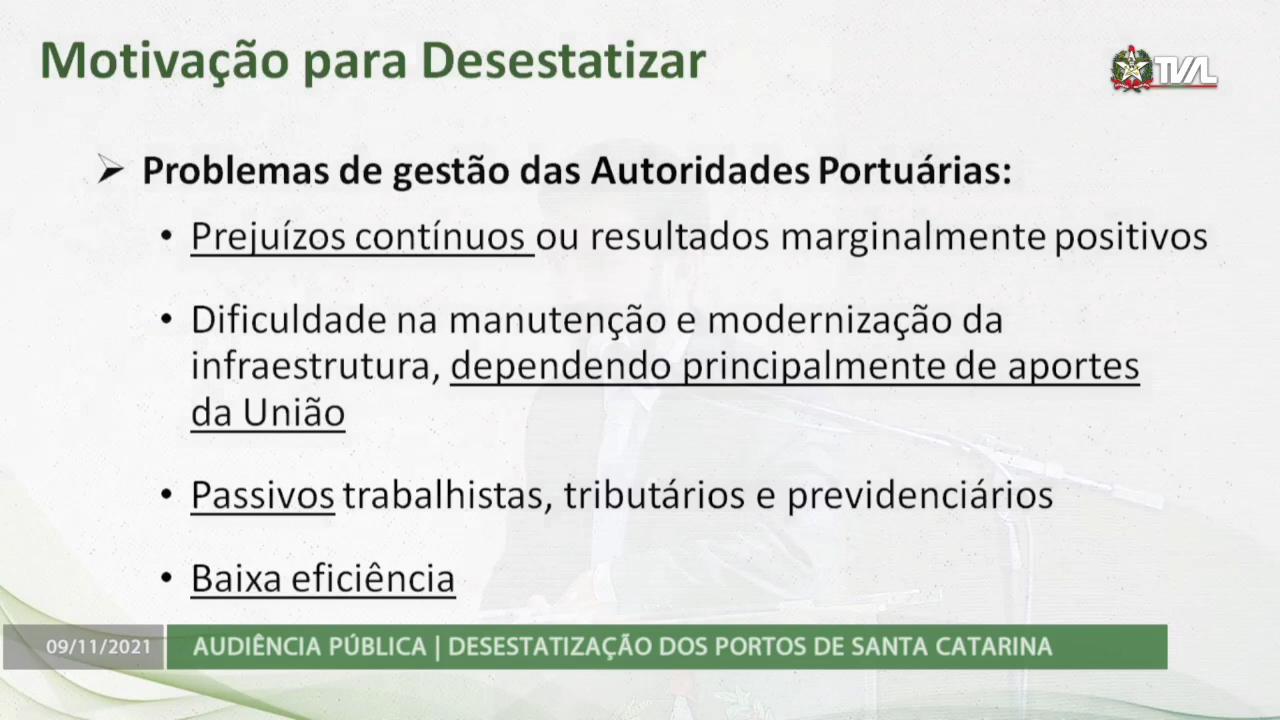 Motivação para Desestatizar
TVAL
➢ Problemas de gestão das Autoridades Portuárias:
• Prejuízos contínuos ou resultados marginalmente positivos
• Dificuldade na manutenção e modernização da
infraestrutura, dependendo principalmente de aportes
da União
• Passivos trabalhistas, tributários e previdenciários
• Baixa eficiência
09/11/2021 AUDIÊNCIA PÚBLICA | DESESTATIZAÇÃO DOS PORTOS DE SANTA CATARINA